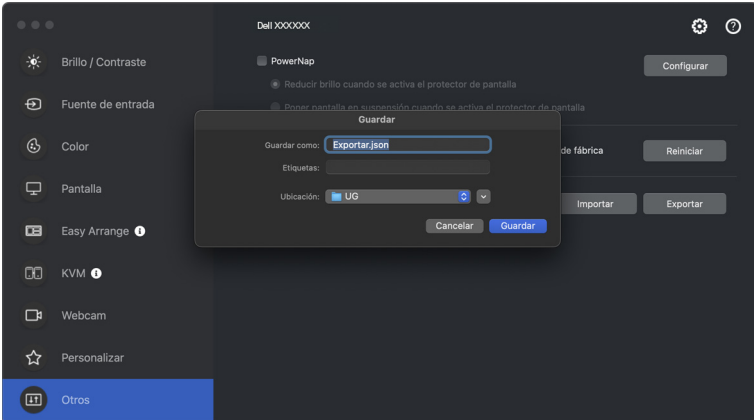 Dell XXXXXX
Brillo / Contraste
PowerNap
Configurar
Reducir brillo cuando se activa el protector de pantalla
Fuente de entrada
Poner pantalla en suspensión cuando se activa el protector de pantalla
Guardar
Color
Guardar como: Exportar.json
de fábrica
Reiniciar
Etiquetas:
Pantalla
Ubicación: UG
Importar
Exportar
Easy Arrange
Cancelar
Guardar
KVM
Webcam
Personalizar
Otros